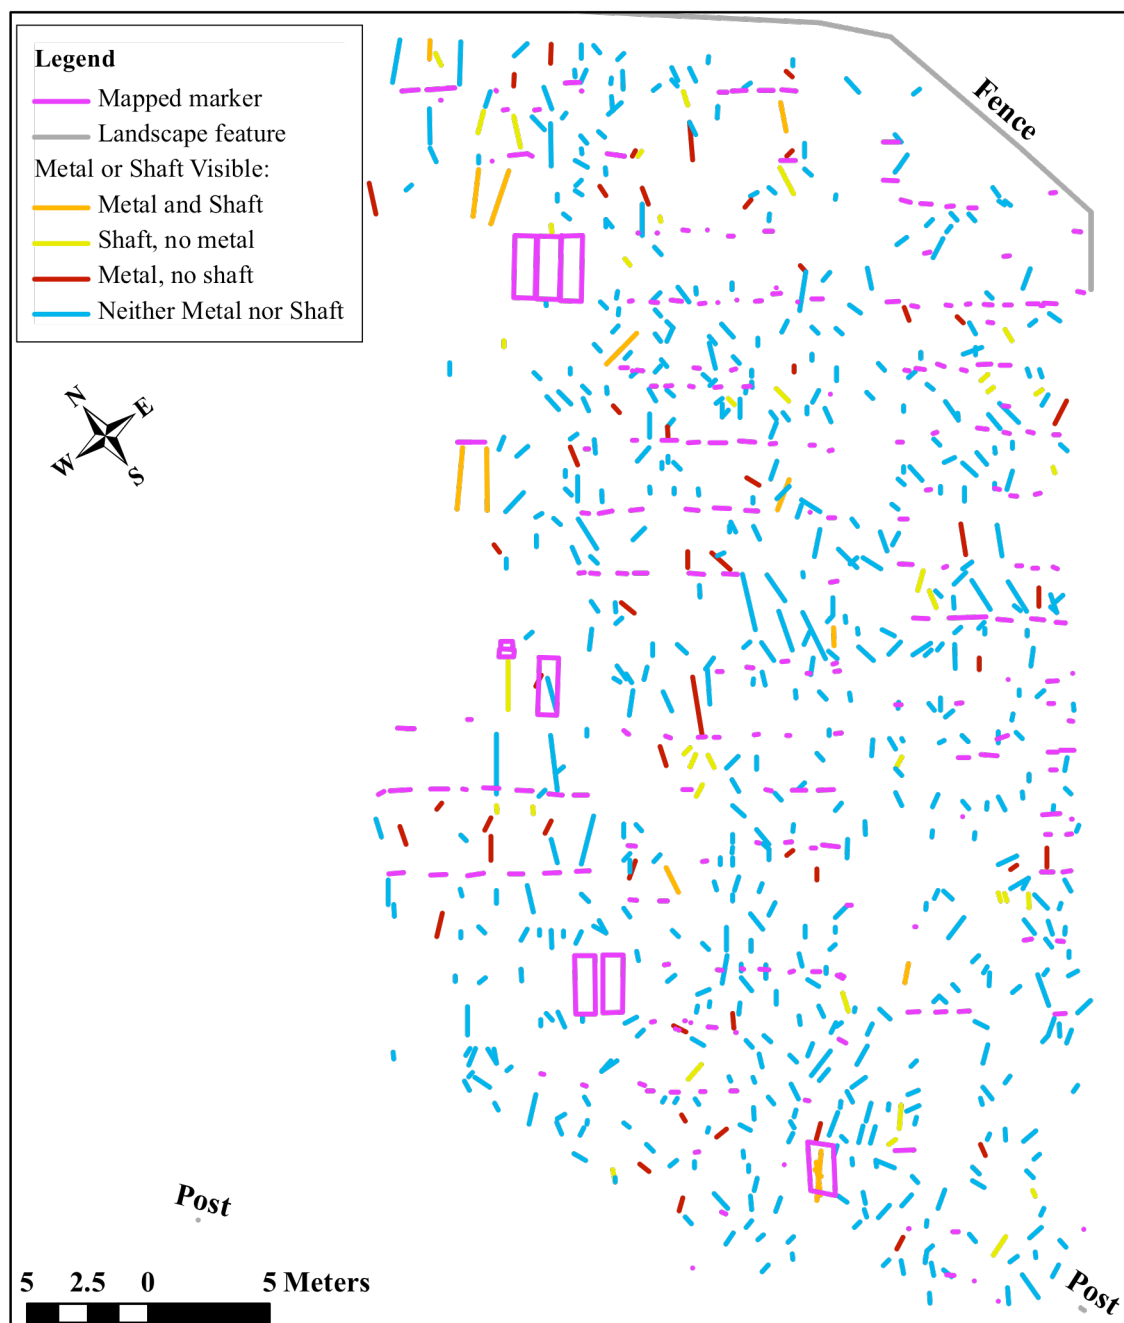 Legend
Mapped marker
Landscape feature
Metal or Shaft Visible:
Metal and Shaft
Shaft, no metal
Metal, no shaft
Neither Metal nor Shaft
Fence
N
E
W
S
Post
5 2.5 0 5 Meters
Post